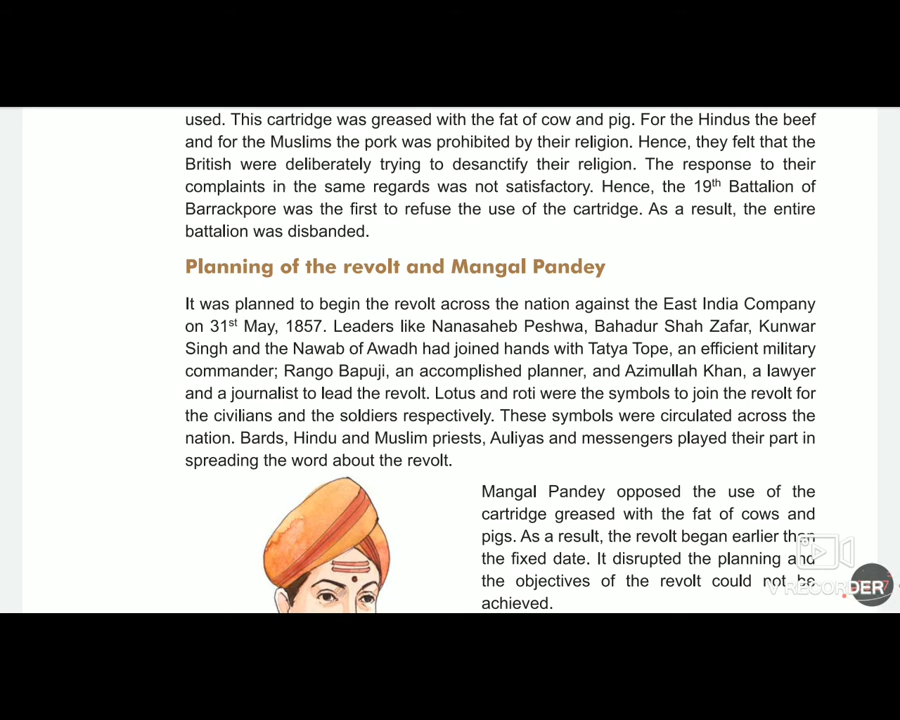 used. This cartridge was greased with the fat of cow and pig. For the Hindus the beef
and for the Muslims the pork was prohibited by their religion. Hence, they felt that the
British were deliberately trying to desanctify their religion. The response to their
complaints in the same regards was not satisfactory. Hence, the 19th Battalion of
Barrackpore was the first to refuse the use of the cartridge. As a result, the entire
battalion was disbanded.
Planning of the revolt and Mangal Pandey
It was planned to begin the revolt across the nation against the East India Company
on 31st May, 1857. Leaders like Nanasaheb Peshwa, Bahadur Shah Zafar, Kunwar
Singh and the Nawab of Awadh had joined hands with Tatya Tope, an efficient military
commander; Rango Bapuji, an accomplished planner, and Azimullah Khan, a lawyer
and a journalist to lead the revolt. Lotus and roti were the symbols to join the revolt for
the civilians and the soldiers respectively. These symbols were circulated across the
nation. Bards, Hindu and Muslim priests, Auliyas and messengers played their part in
spreading the word about the revolt.
Mangal Pandey opposed the use of the
cartridge greased with the fat of cows and
pigs. As a result, the revolt began earlier than
the fixed date. It disrupted the planning and
the objectives of the revolt could not be
achieved.
V RECORDER